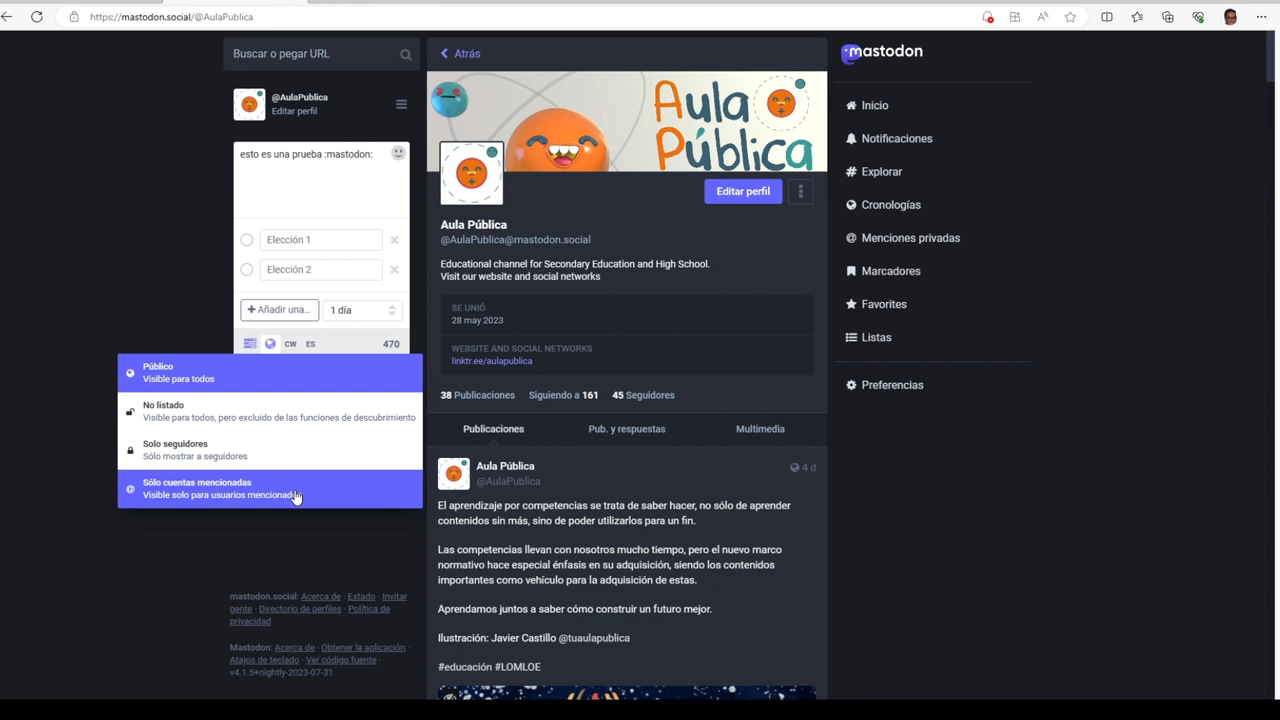 https://mastodon.social/@AulaPública
Buscar o pegar URL
@AulaPublica
Editar perfil
esto es una prueba :mastodon:
Elección 1
Elección 2
Añadir una...
1 día
CW
ES
470
Público
Visible para todos
No listado
Visible para todos, pero excluido de las funciones de descubrimiento
Solo seguidores
Sólo mostrar a seguidores
Sólo cuentas mencionadas
Visible solo para usuarios mencionados
mastodon.social: Acerca de · Estado · Invitar
gente · Directorio de perfiles · Política de
privacidad
Mastodon: Acerca de · Obtener la aplicación ·
Atajos de teclado · Ver código fuente ·
v4.1.5+nightly-2023-07-31
Atrás
Aula
Pública
Editar perfil
Aula Pública
@AulaPublica@mastodon.social
Educational channel for Secondary Education and High School.
Visit our website and social networks
SE UNIÓ
28 may 2023
WEBSITE AND SOCIAL NETWORKS
linktr.ee/aulapublica
38 Publicaciones
Siguiendo a 161
45 Seguidores
Publicaciones
Pub. y respuestas
Multimedia
Aula Pública
@AulaPublica
4 d
El aprendizaje por competencias se trata de saber hacer, no sólo de aprender
contenidos sin más, sino de poder utilizarlos para un fin.
Las competencias llevan con nosotros mucho tiempo, pero el nuevo marco
normativo hace especial énfasis en su adquisición, siendo los contenidos
importantes como vehículo para la adquisición de estas.
Aprendamos juntos a saber cómo construir un futuro mejor.
Ilustración: Javier Castillo @tuaulapublica
#educación #LOMLOE
mastodon
Inicio
Notificaciones
Explorar
Cronologías
Menciones privadas
Marcadores
Favorites
Listas
Preferencias